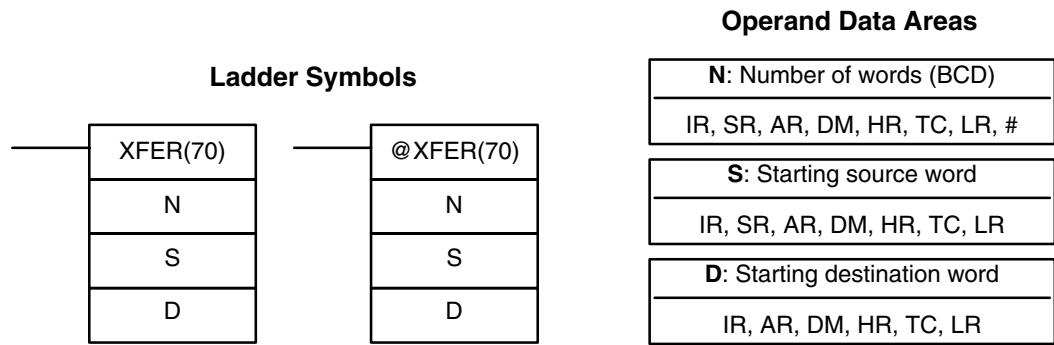 Ladder Symbols
XFER(70)
N
S
D
@XFER(70)
N
S
D
Operand Data Areas
N: Number of words (BCD)
IR, SR, AR, DM, HR, TC, LR, #
S: Starting source word
IR, SR, AR, DM, HR, TC, LR
D: Starting destination word
IR, AR, DM, HR, TC, LR